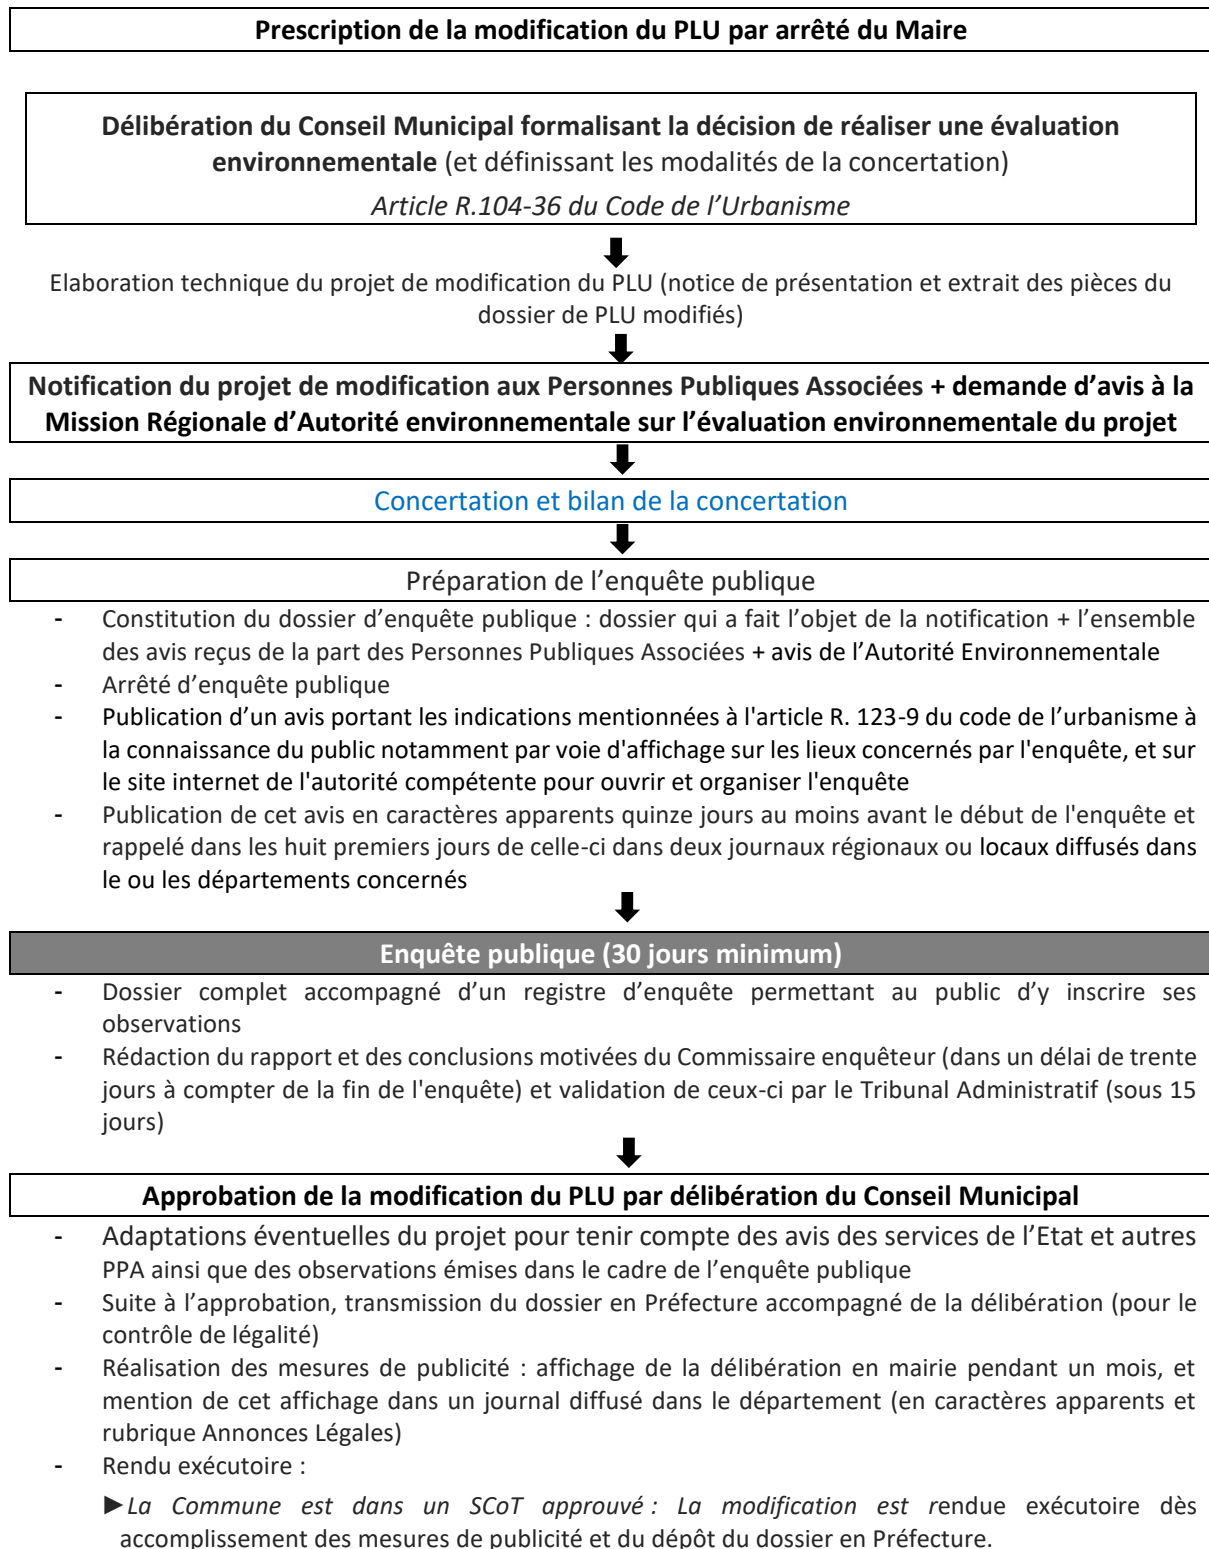 Prescription de la modification du PLU par arrêté du Maire
Délibération du Conseil Municipal formalisant la décision de réaliser une évaluation
environnementale (et définissant les modalités de la concertation)
Article R.104-36 du Code de l’Urbanisme
Elaboration technique du projet de modification du PLU (notice de présentation et extrait des pièces du
dossier de PLU modifiés)
Notification du projet de modification aux Personnes Publiques Associées + demande d’avis à la
Mission Régionale d’Autorité environnementale sur l’évaluation environnementale du projet
Concertation et bilan de la concertation
Préparation de l’enquête publique
- Constitution du dossier d’enquête publique : dossier qui a fait l’objet de la notification + l’ensemble
des avis reçus de la part des Personnes Publiques Associées + avis de l’Autorité Environnementale
- Arrêté d’enquête publique
- Publication d’un avis portant les indications mentionnées à l'article R. 123-9 du code de l’urbanisme à
la connaissance du public notamment par voie d'affichage sur les lieux concernés par l'enquête, et sur
le site internet de l'autorité compétente pour ouvrir et organiser l'enquête
- Publication de cet avis en caractères apparents quinze jours au moins avant le début de l'enquête et
rappelé dans les huit premiers jours de celle-ci dans deux journaux régionaux ou locaux diffusés dans
le ou les départements concernés
Enquête publique (30 jours minimum)
- Dossier complet accompagné d’un registre d’enquête permettant au public d’y inscrire ses
observations
- Rédaction du rapport et des conclusions motivées du Commissaire enquêteur (dans un délai de trente
jours à compter de la fin de l'enquête) et validation de ceux-ci par le Tribunal Administratif (sous 15
jours)
Approbation de la modification du PLU par délibération du Conseil Municipal
- Adaptations éventuelles du projet pour tenir compte des avis des services de l’Etat et autres
PPA ainsi que des observations émises dans le cadre de l’enquête publique
- Suite à l’approbation, transmission du dossier en Préfecture accompagné de la délibération (pour le
contrôle de légalité)
- Réalisation des mesures de publicité : affichage de la délibération en mairie pendant un mois, et
mention de cet affichage dans un journal diffusé dans le département (en caractères apparents et
rubrique Annonces Légales)
- Rendu exécutoire :
►La Commune est dans un SCoT approuvé : La modification est rendue exécutoire dès
accomplissement des mesures de publicité et du dépôt du dossier en Préfecture.